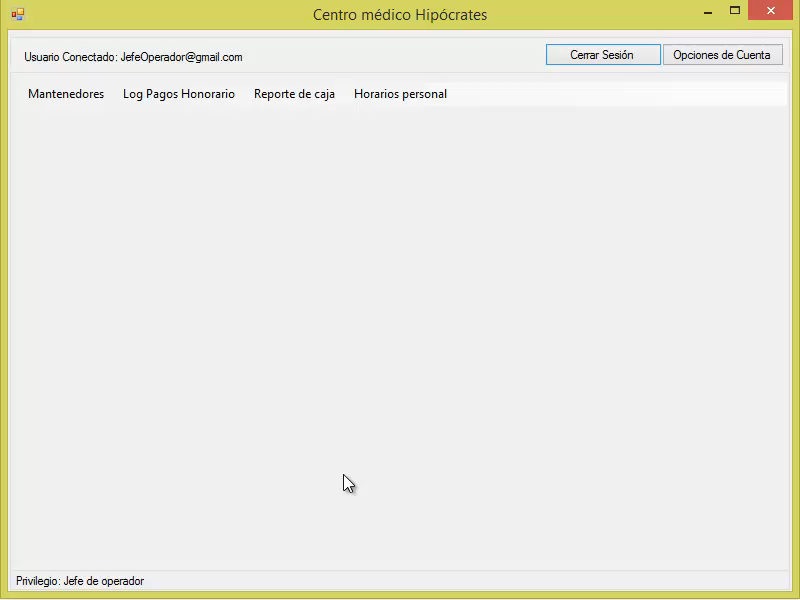 Centro médico Hipócrates
Usuario Conectado: JefeOperador@gmail.com
Cerrar Sesión
Opciones de Cuenta
Mantenedores Log Pagos Honorario Reporte de caja Horarios personal
Privilegio: Jefe de operador